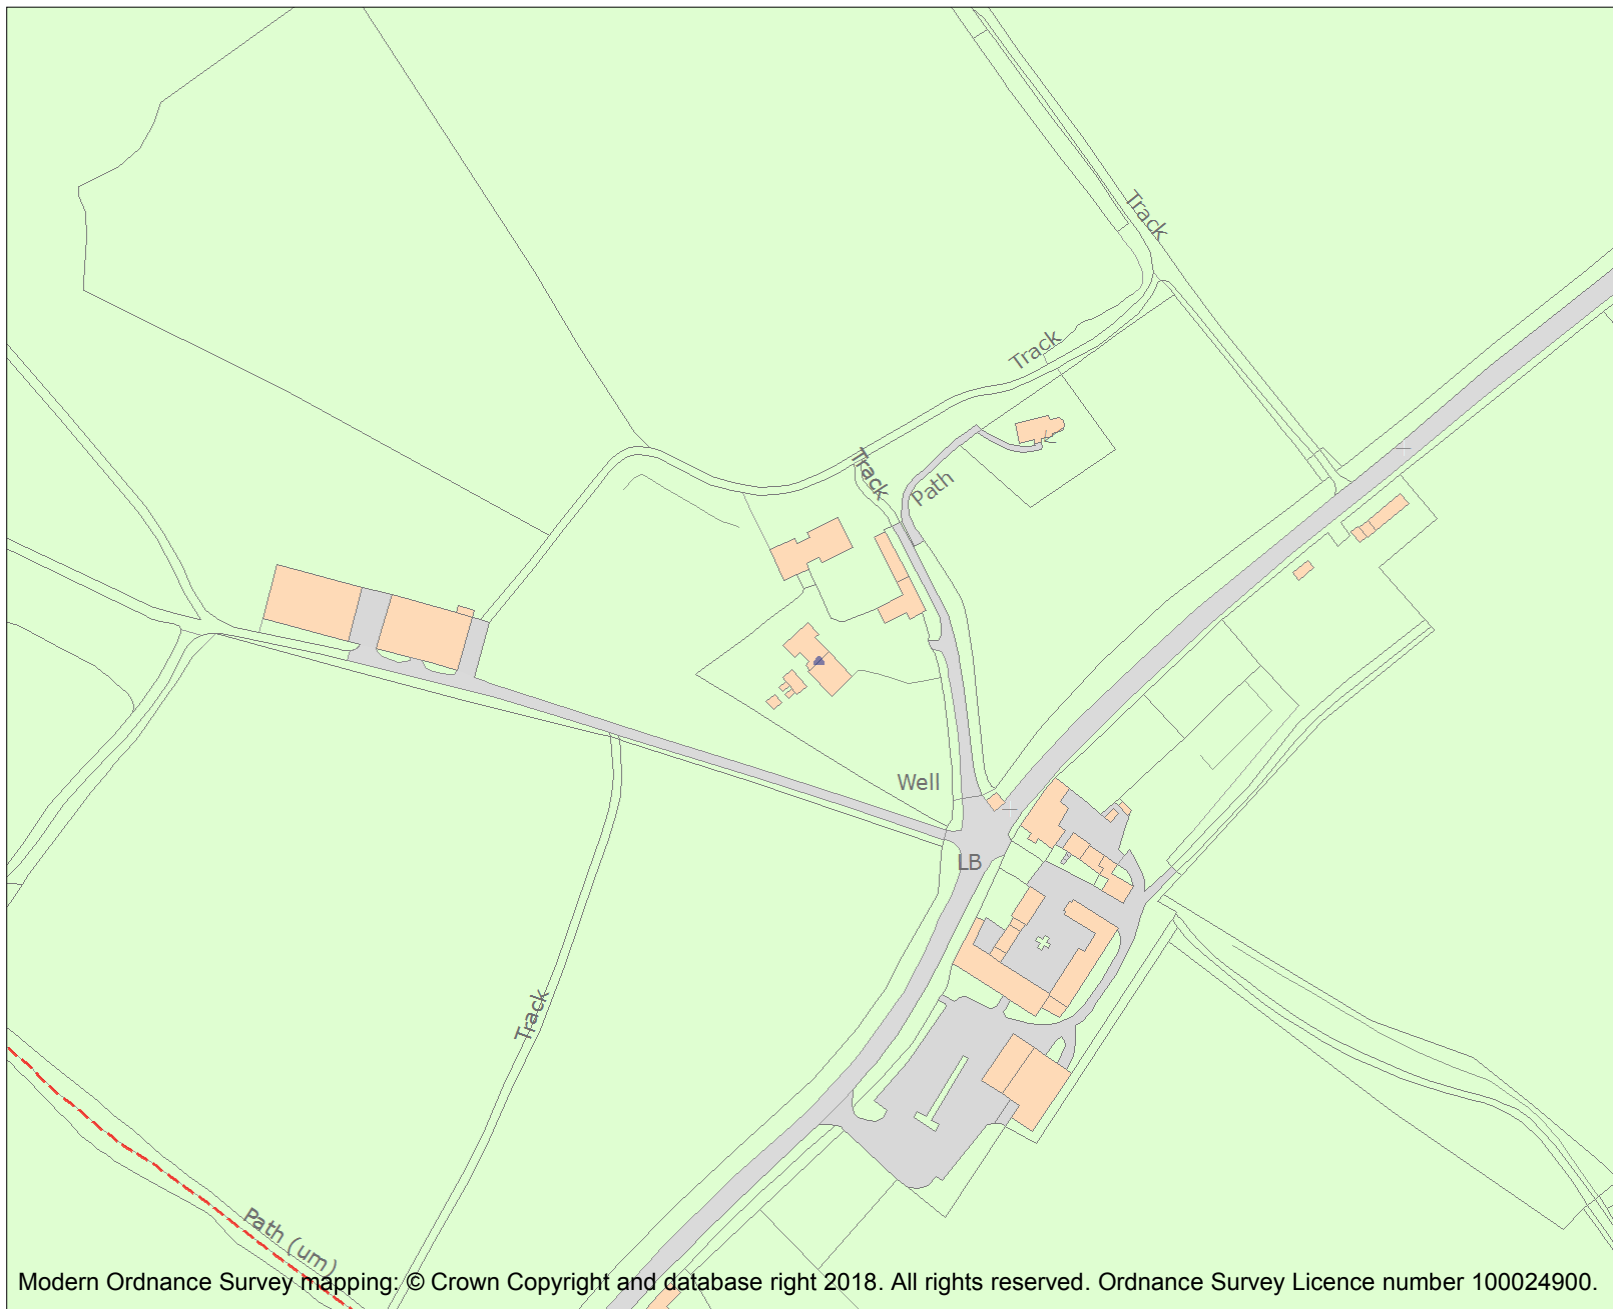 Track
Track
Track
Path
Well
LB
Track
Path (um)
Modern Ordnance Survey mapping: © Crown Copyright and database right 2018. All rights reserved. Ordnance Survey Licence number 100024900.